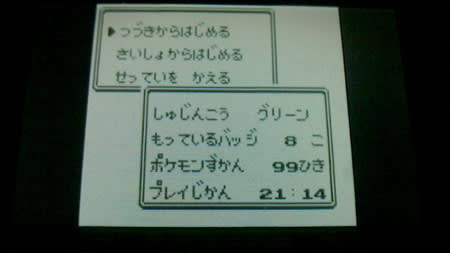 ▶つづきからはじめる
さいしょからはじめる
せっていを かえる
しゅじんこう グリーン
もっているバッジ 8こ
ポケモンずかん 99ひき
プレイじかん 21:14